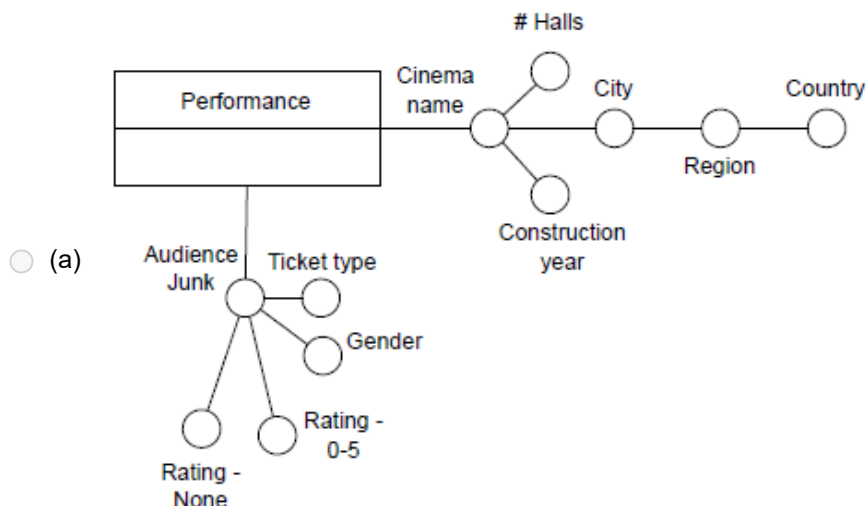 # Halls
Cinema
name
City
Country
Performance
Region
Construction
year
(a)
Audience
Junk
Ticket type
Gender
Rating -
0-5
Rating -
None